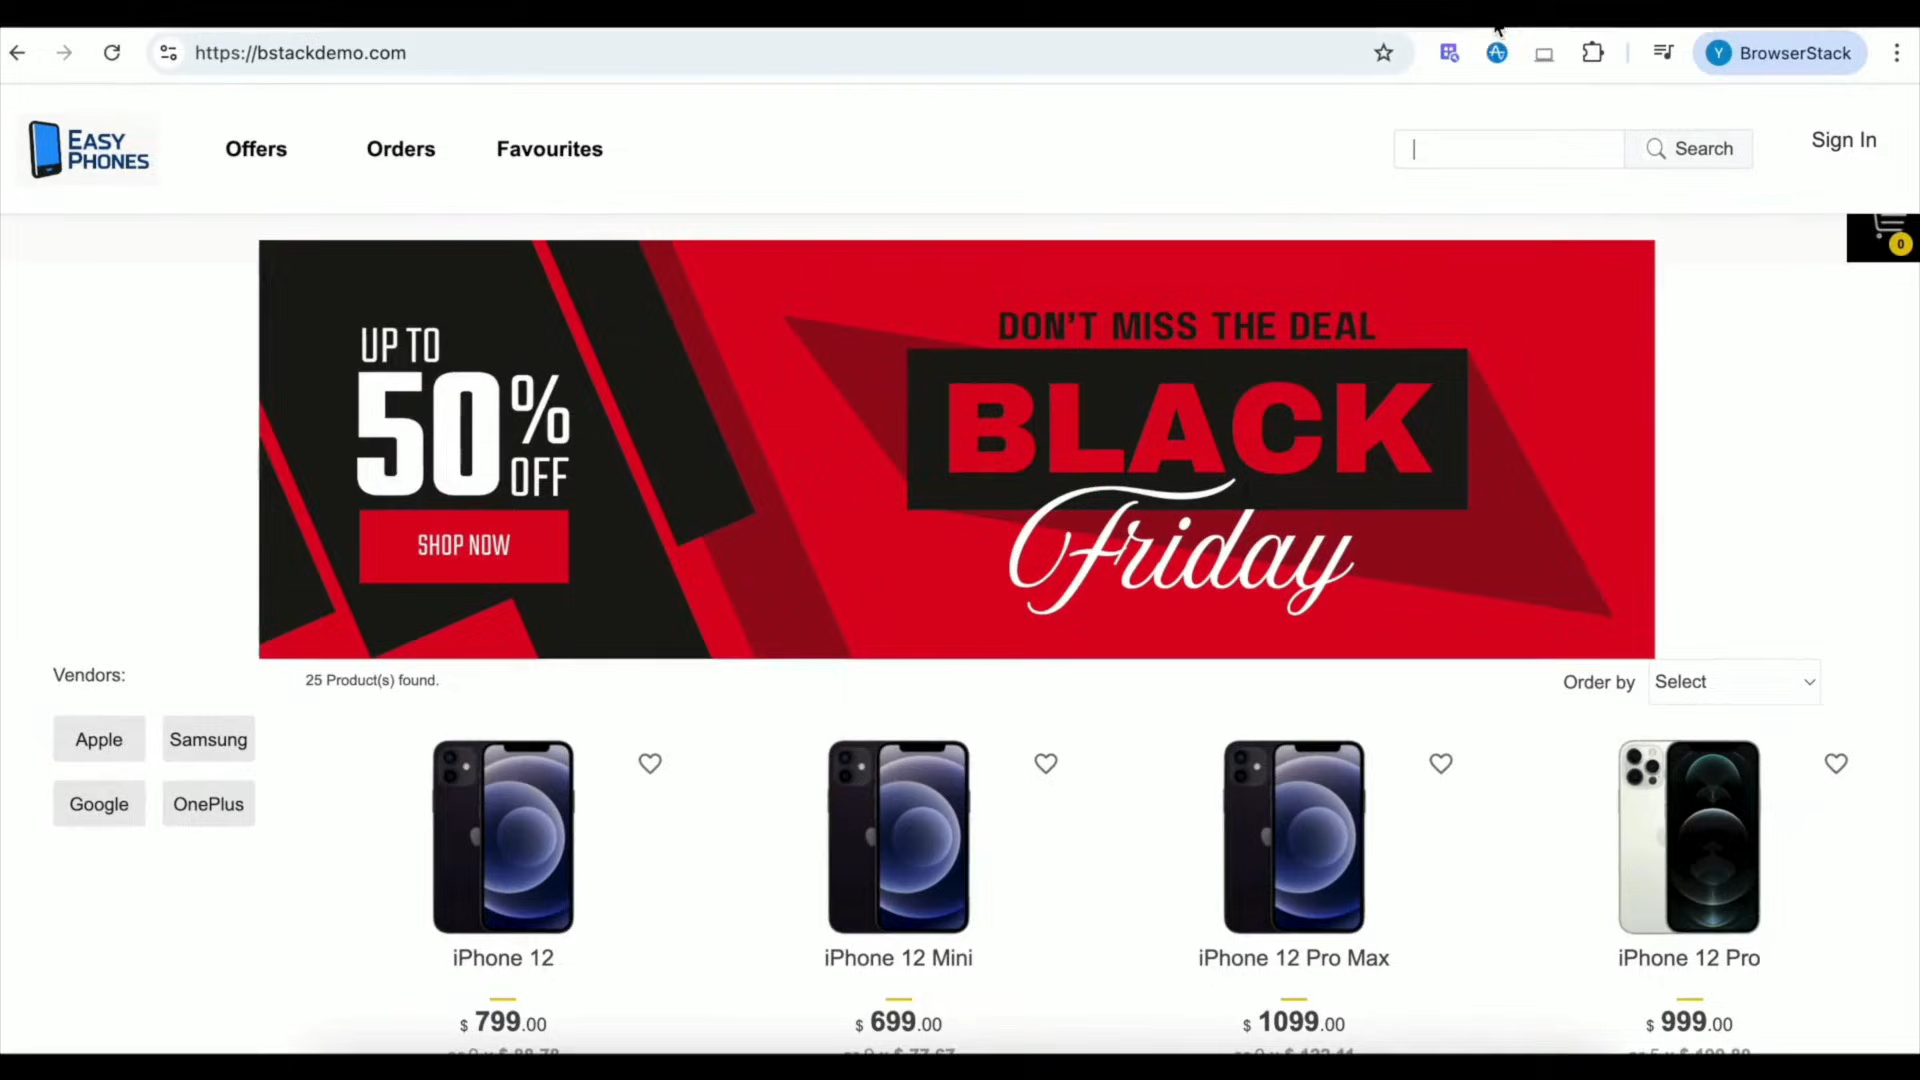 https://bstackdemo.com
Y BrowserStack
EASY
PHONES
Offers
Orders
Favourites
Search
Sign In
0
UP TO
50%
OFF
SHOP NOW
DON'T MISS THE DEAL
BLACK
Friday
Vendors:
Apple
Samsung
Google
OnePlus
25 Product(s) found.
Order by
Select
iPhone 12
$ 799.00
iPhone 12 Mini
$ 699.00
iPhone 12 Pro Max
$ 1099.00
iPhone 12 Pro
$ 999.00